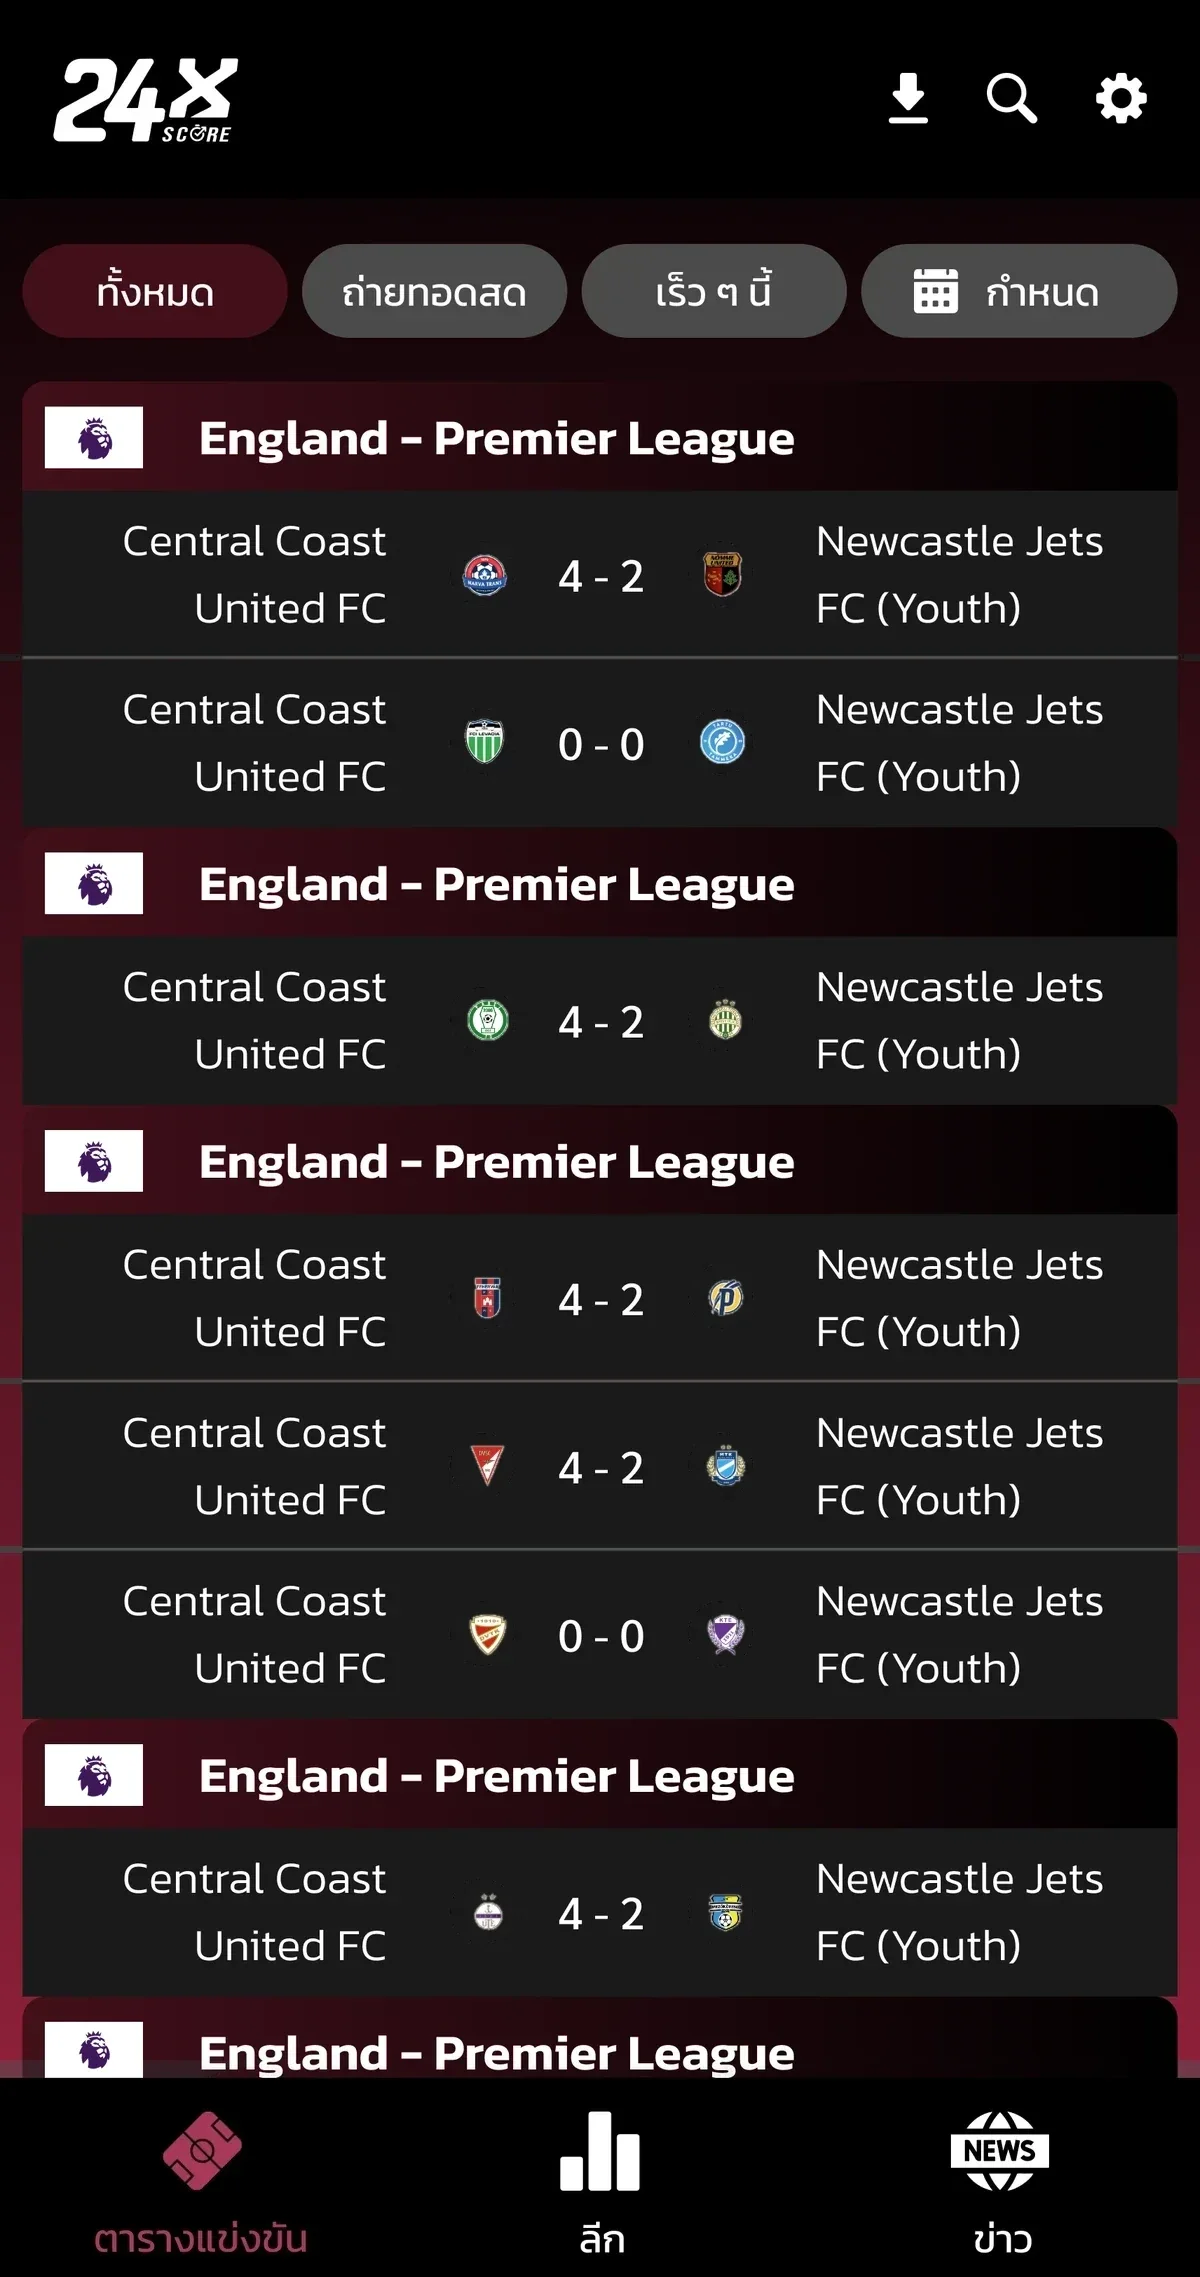 24X
SCORE
ทั้งหมด ถ่ายทอดสด เร็ว ๆ นี้ กำหนด
England - Premier League
Central Coast United FC 4 - 2 Newcastle Jets FC (Youth)
Central Coast United FC 0 - 0 Newcastle Jets FC (Youth)
England - Premier League
Central Coast United FC 4 - 2 Newcastle Jets FC (Youth)
England - Premier League
Central Coast United FC 4 - 2 Newcastle Jets FC (Youth)
Central Coast United FC 4 - 2 Newcastle Jets FC (Youth)
Central Coast United FC 0 - 0 Newcastle Jets FC (Youth)
England - Premier League
Central Coast United FC 4 - 2 Newcastle Jets FC (Youth)
England - Premier League
NEWS
ตารางแข่งขัน ลีก ข่าว